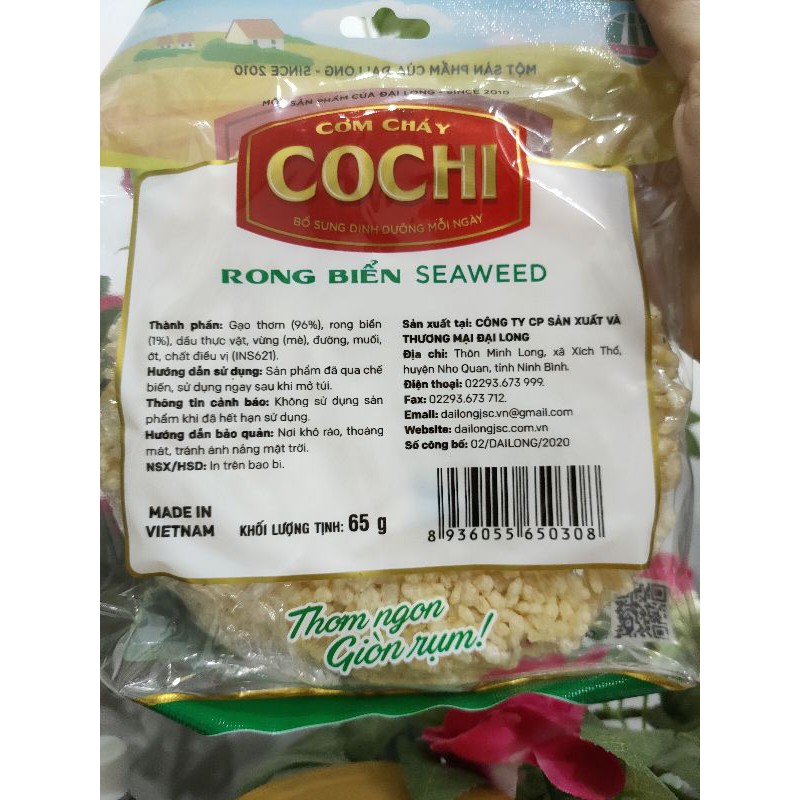 MỘT SẢN PHẨM CỦA ĐẠI LONG - SINCE 2010
MỘT SẢN PHẨM CỦA ĐẠI LONG - SINCE 2010
CƠM CHÁY
COCHI
BỔ SUNG DINH DƯỠNG MỖI NGÀY
RONG BIỂN SEAWEED
Thành phần: Gạo thơm (96%), rong biển
(1%), dầu thực vật, vừng (mè), đường, muối,
ớt, chất điều vị (INS621).
Hướng dẫn sử dụng: Sản phẩm đã qua chế
biến, sử dụng ngay sau khi mở túi.
Thông tin cảnh báo: Không sử dụng sản
phẩm khi đã hết hạn sử dụng.
Hướng dẫn bảo quản: Nơi khô ráo, thoáng
mát, tránh ánh nắng mặt trời.
NSX/HSD: In trên bao bì.
Sản xuất tại: CÔNG TY CP SẢN XUẤT VÀ
THƯƠNG MẠI ĐẠI LONG
Địa chỉ: Thôn Minh Long, xã Xích Thổ,
huyện Nho Quan, tỉnh Ninh Bình.
Điện thoại: 02293.673 999.
Fax: 02293.673 712.
Email: dailongjsc.vn@gmail.com
Website: dailongjsc.com.vn
Số công bố: 02/DAILONG/2020
MADE IN
VIETNAM
KHỐI LƯỢNG TỊNH: 65 g
8 936055 650308
Thơm ngon
Giòn rụm!